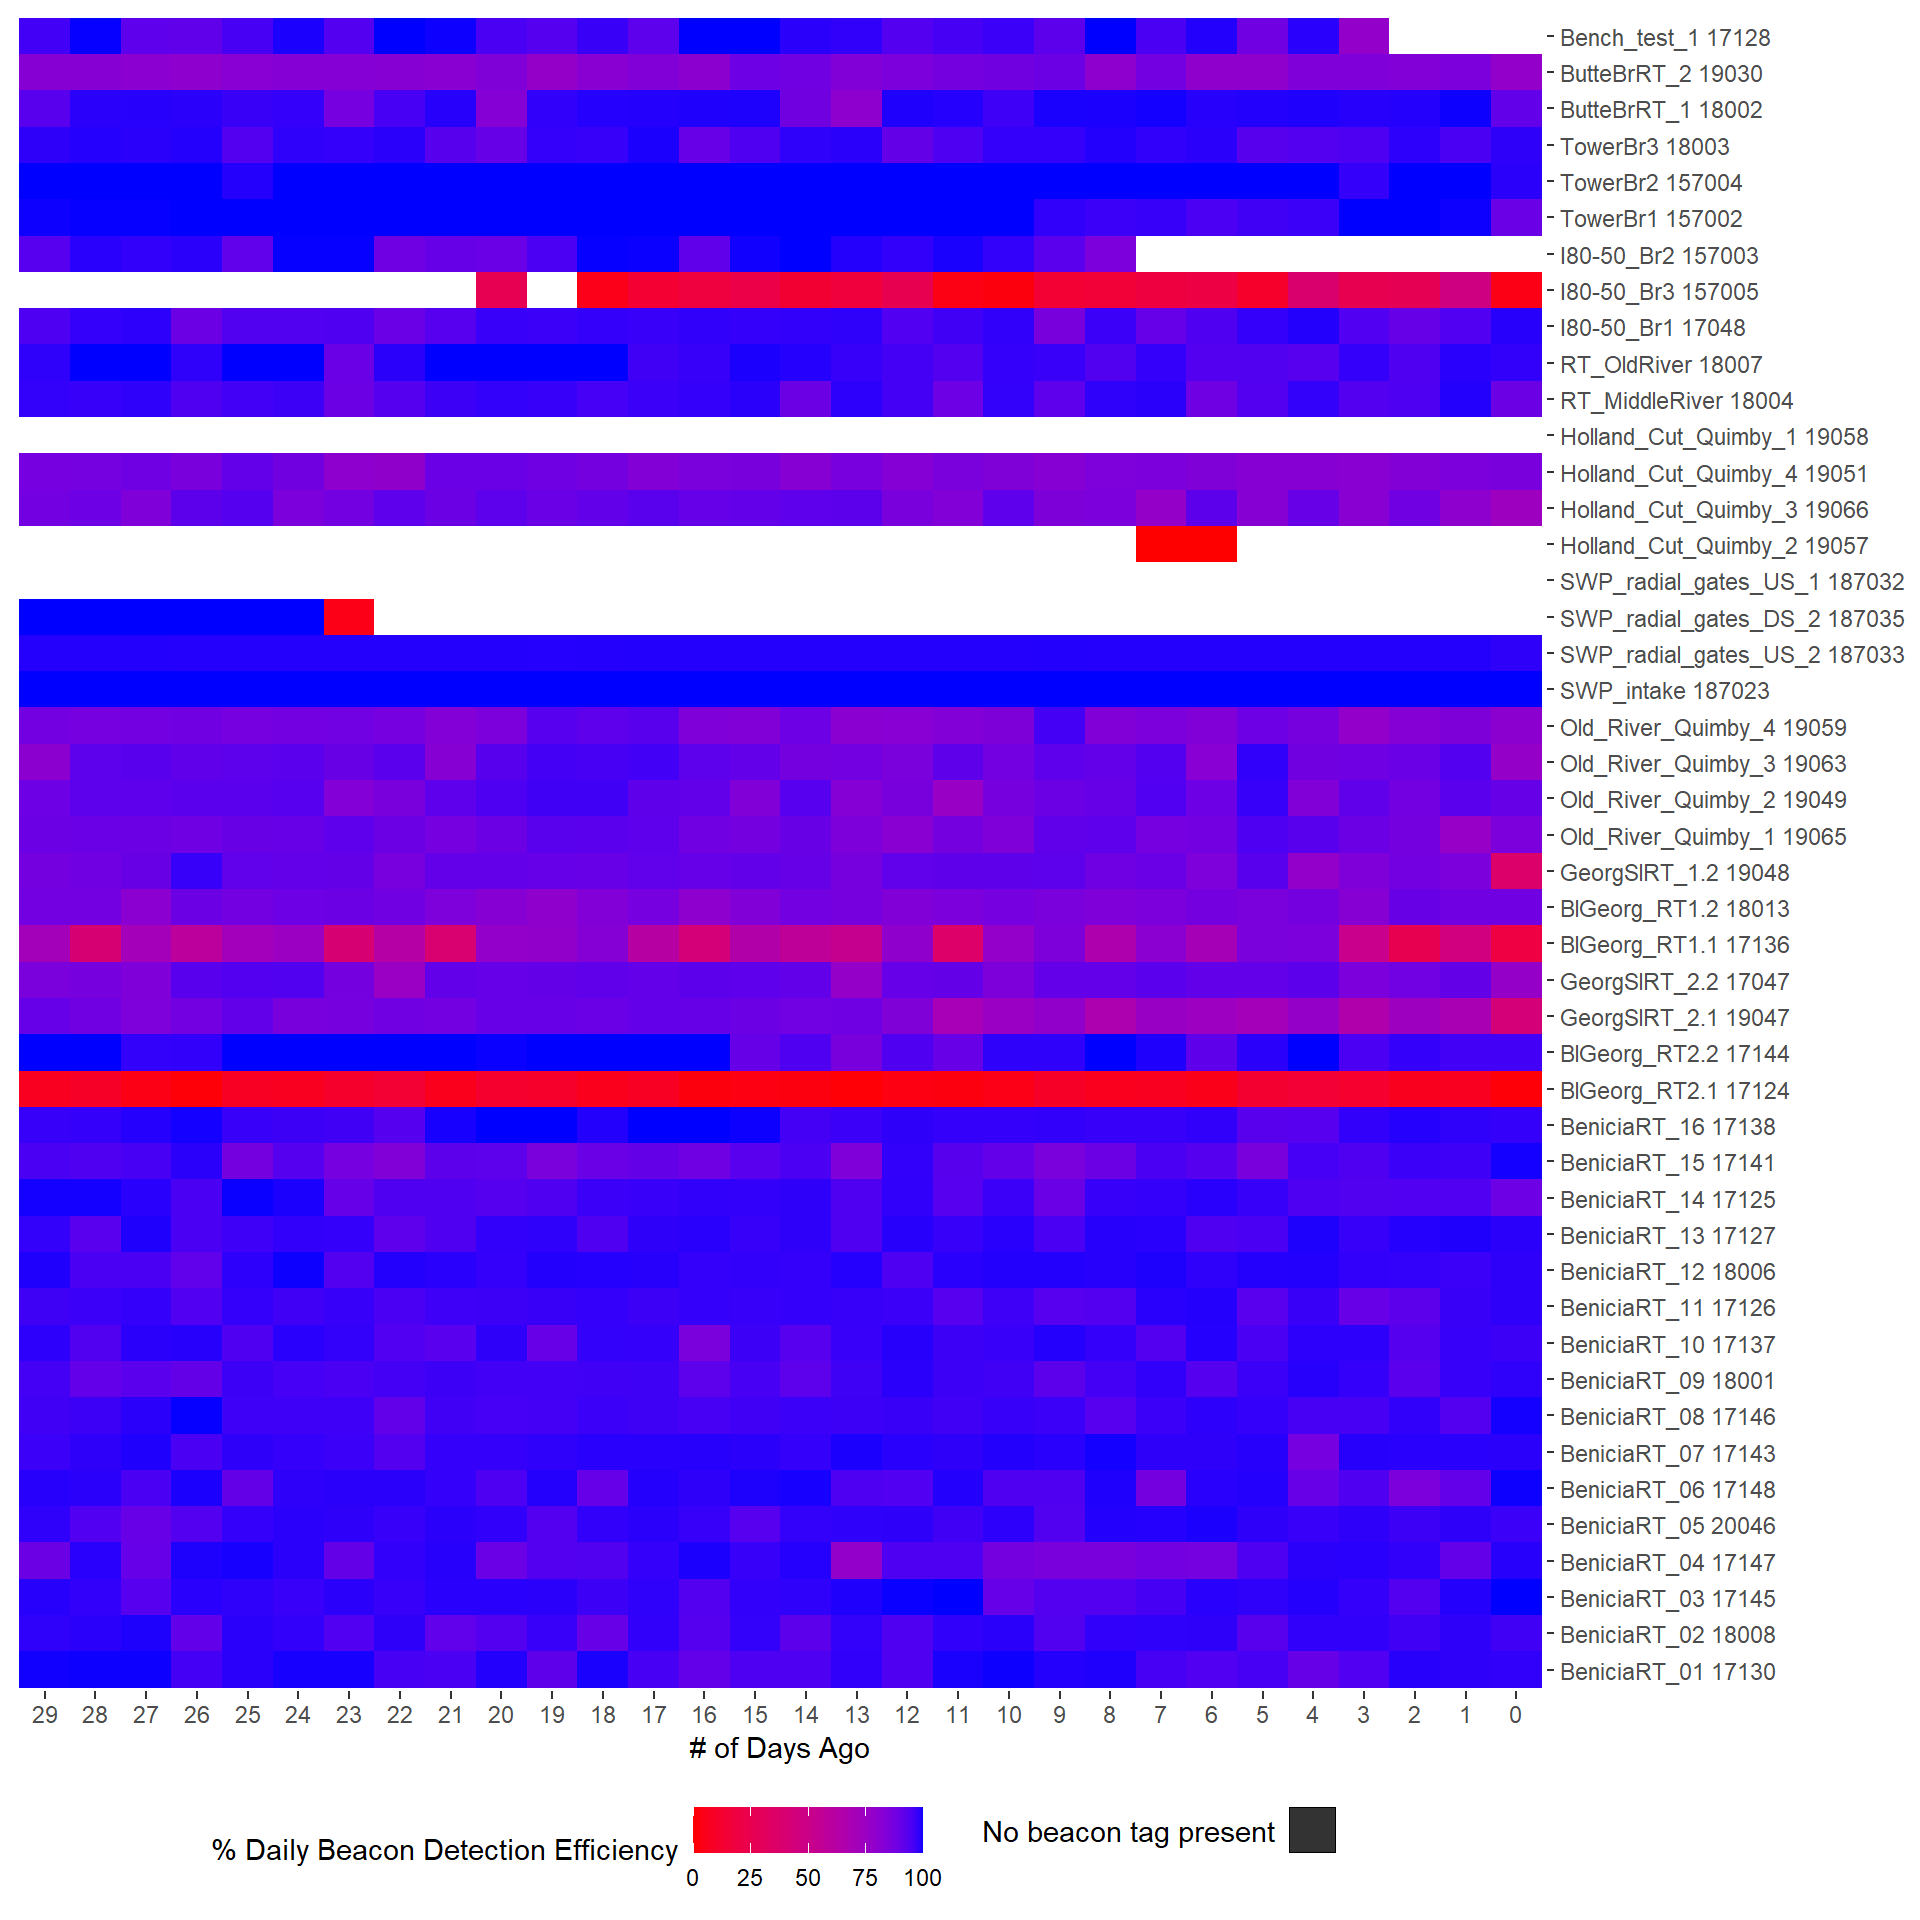 Bench_test_1 17128
ButteBrRT_2 19030
ButteBrRT_1 18002
TowerBr3 18003
TowerBr2 157004
TowerBr1 157002
I80-50_Br2 157003
I80-50_Br3 157005
I80-50_Br1 17048
RT_OldRiver 18007
RT_MiddleRiver 18004
Holland_Cut_Quimby_1 19058
Holland_Cut_Quimby_4 19051
Holland_Cut_Quimby_3 19066
Holland_Cut_Quimby_2 19057
SWP_radial_gates_US_1 187032
SWP_radial_gates_DS_2 187035
SWP_radial_gates_US_2 187033
SWP_intake 187023
Old_River_Quimby_4 19059
Old_River_Quimby_3 19063
Old_River_Quimby_2 19049
Old_River_Quimby_1 19065
GeorgSlRT_1.2 19048
BlGeorg_RT1.2 18013
BlGeorg_RT1.1 17136
GeorgSlRT_2.2 17047
GeorgSlRT_2.1 19047
BlGeorg_RT2.2 17144
BlGeorg_RT2.1 17124
BeniciaRT_16 17138
BeniciaRT_15 17141
BeniciaRT_14 17125
BeniciaRT_13 17127
BeniciaRT_12 18006
BeniciaRT_11 17126
BeniciaRT_10 17137
BeniciaRT_09 18001
BeniciaRT_08 17146
BeniciaRT_07 17143
BeniciaRT_06 17148
BeniciaRT_05 20046
BeniciaRT_04 17147
BeniciaRT_03 17145
BeniciaRT_02 18008
BeniciaRT_01 17130
29 28 27 26 25 24 23 22 21 20 19 18 17 16 15 14 13 12 11 10 9 8 7 6 5 4 3 2 1 0
# of Days Ago
% Daily Beacon Detection Efficiency
0 25 50 75 100
No beacon tag present